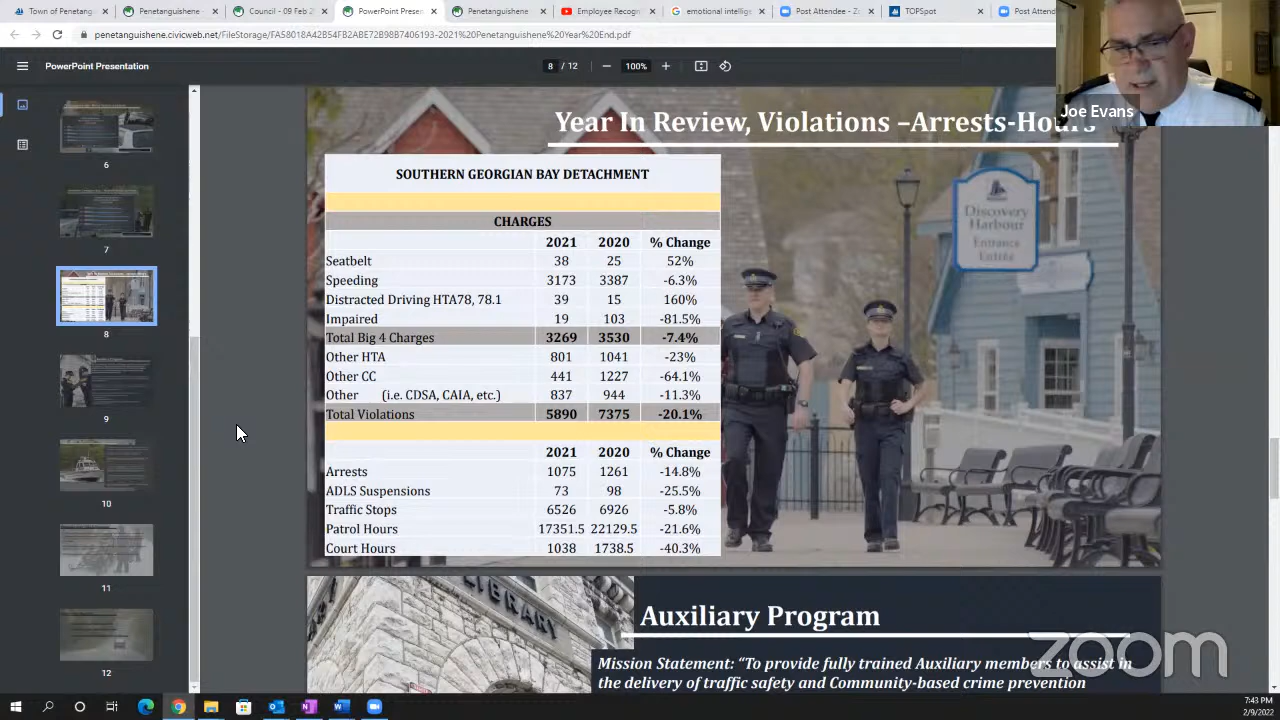 Town of Penetang
Penetanguishene
Council - 09 Feb 2
PowerPoint Presen
Penetanguishene
Employee Recogn
emotional intellige
Post Attendee - Zo
TOPSpot
Post Attend
penetanguishene.civicweb.net/FileStorage/FA58018A42B54FB2AD1E72B98B7406193-2021%20Penetanguishene%20Year%20End.pdf
PowerPoint Presentation
8 / 12
100%
Joe Evans
6
7
8
9
10
11
12
Year In Review, Violations –Arrests-Hours
SOUTHERN GEORGIAN BAY DETACHMENT
CHARGES
2021 2020 % Change
Seatbelt 38 25 52%
Speeding 3173 3387 -6.3%
Distracted Driving HTA78, 78.1 39 15 160%
Impaired 19 103 -81.5%
Total Big 4 Charges 3269 3530 -7.4%
Other HTA 801 1041 -23%
Other CC 441 1227 -64.1%
Other (i.e. CDSA, CAIA, etc.) 837 944 -11.3%
Total Violations 5890 7375 -20.1%
2021 2020 % Change
Arrests 1075 1261 -14.8%
ADLS Suspensions 73 98 -25.5%
Traffic Stops 6526 6926 -5.8%
Patrol Hours 17351.5 22129.5 -21.6%
Court Hours 1038 1738.5 -40.3%
Discovery
Harbour
Entrance
Entrée
LIBRARY
Auxiliary Program
Mission Statement: “To provide fully trained Auxiliary members to assist in
the delivery of traffic safety and Community-based crime prevention
zoom
7:43 PM
2/9/2022